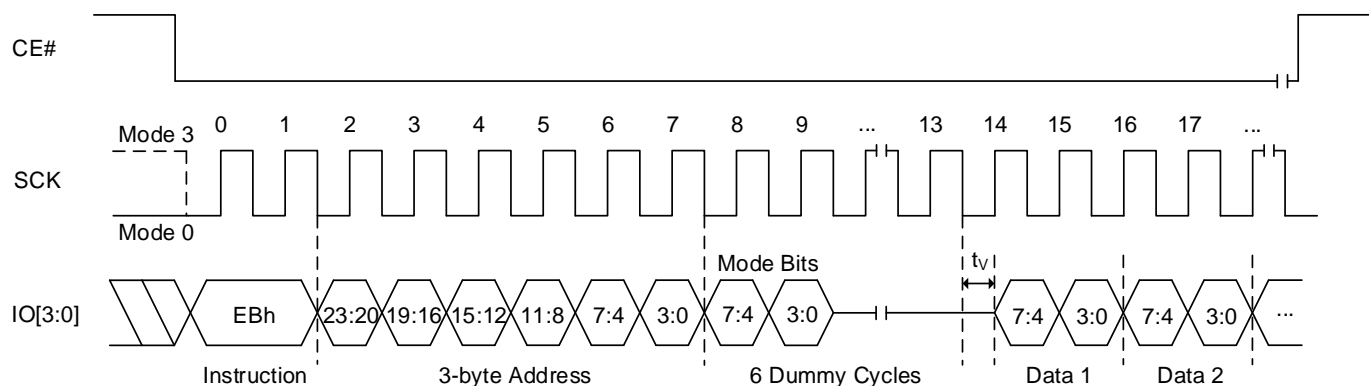 CE#
0 1 2 3 4 5 6 7 8 9 ... 13 14 15 16 17 ...
Mode 3
SCK
Mode 0
Mode Bits
tV
IO[3:0] EBh 23:20 19:16 15:12 11:8 7:4 3:0 7:4 3:0 7:4 3:0 7:4 3:0 ...
Instruction 3-byte Address 6 Dummy Cycles Data 1 Data 2